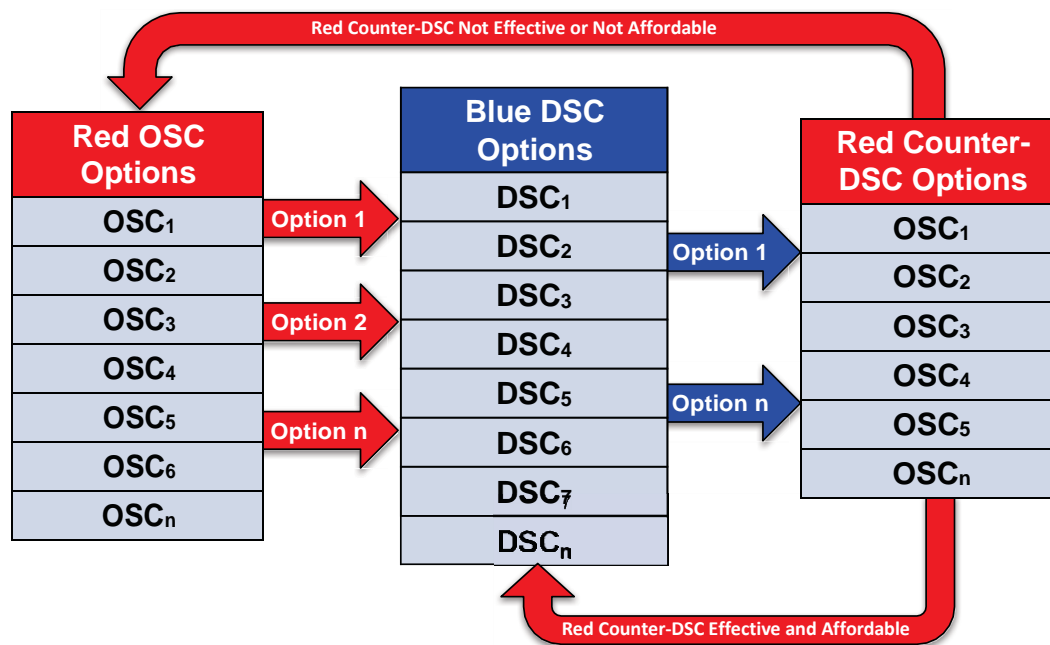 Red Counter-DSC Not Effective or Not Affordable
Red OSC
Options
OSC₁
OSC₂
OSC₃
OSC₄
OSC₅
OSC₆
OSCₙ
Option 1
Option 2
Option n
Blue DSC
Options
DSC₁
DSC₂
DSC₃
DSC₄
DSC₅
DSC₆
DSC₇
DSCₙ
Option 1
Option n
Red Counter-
DSC Options
OSC₁
OSC₂
OSC₃
OSC₄
OSC₅
OSCₙ
Red Counter-DSC Effective and Affordable